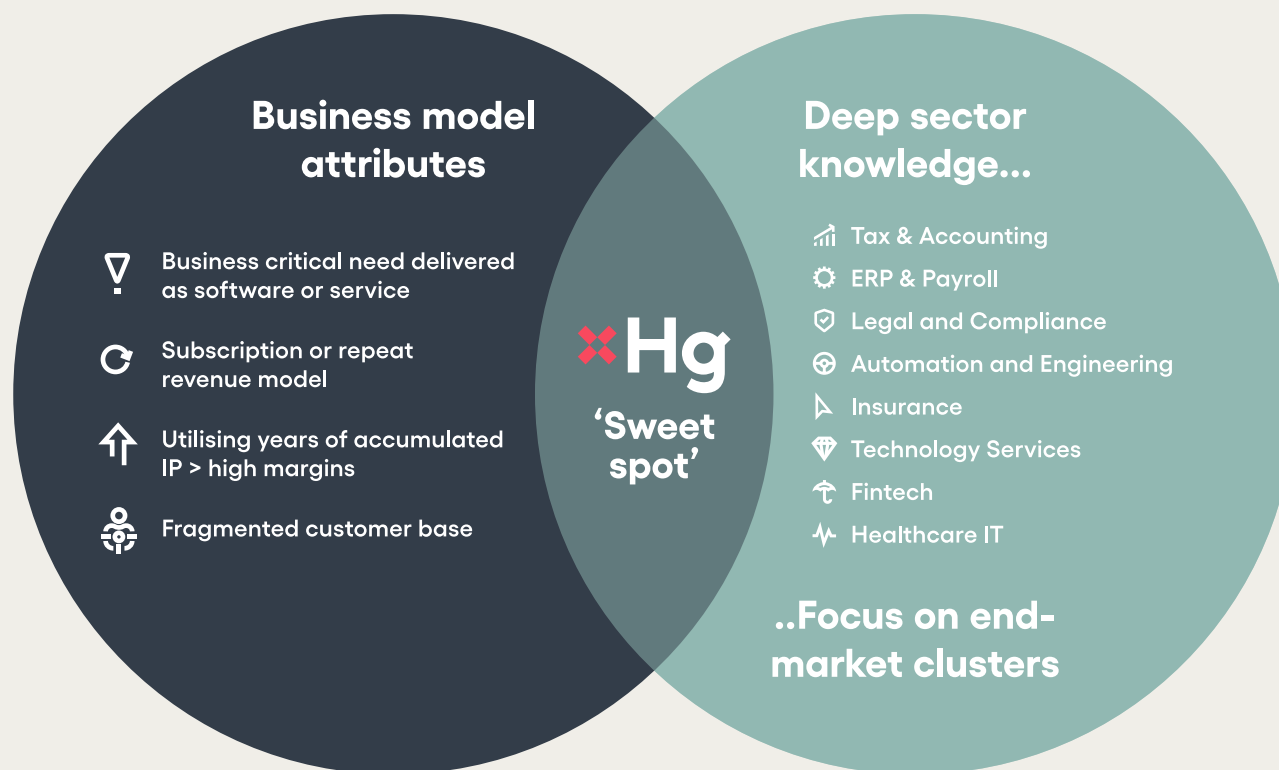 Business model
attributes
Business critical need delivered
as software or service
Subscription or repeat
revenue model
Utilising years of accumulated
IP > high margins
Fragmented customer base
Hg
‘Sweet
spot’
Deep sector
knowledge...
Tax & Accounting
ERP & Payroll
Legal and Compliance
Automation and Engineering
Insurance
Technology Services
Fintech
Healthcare IT
..Focus on end-
market clusters